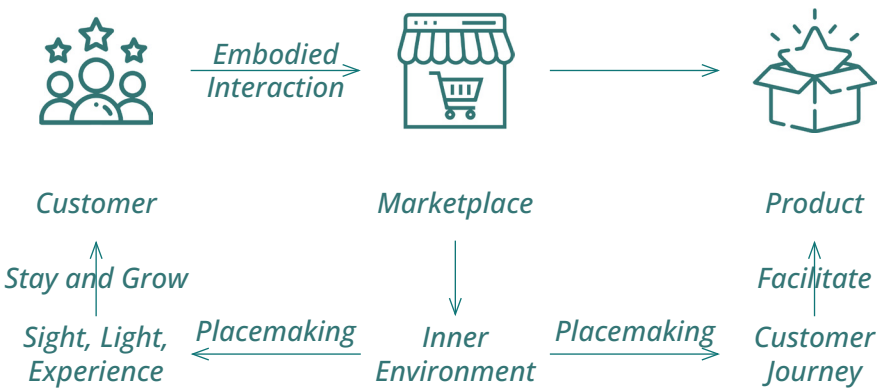 Embodied
Interaction
Customer
Marketplace
Product
Stay and Grow
Facilitate
Sight, Light,
Experience
Placemaking
Inner
Environment
Placemaking
Customer
Journey